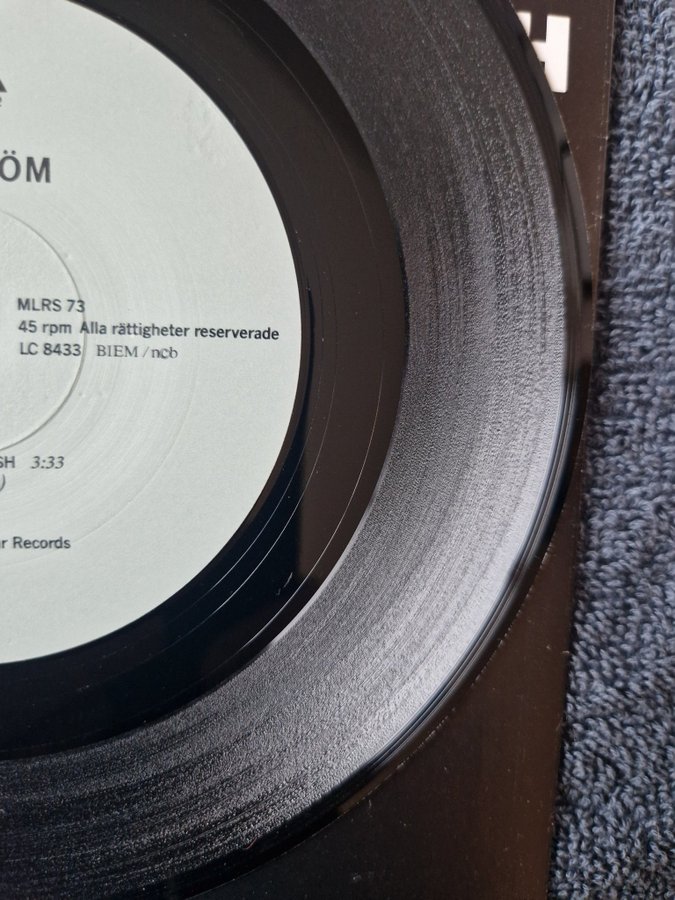 H
ÖM
MLRS 73
45 rpm Alla rättigheter reserverade
LC 8433 BIEM/ncb
SH 3:33
)
r Records